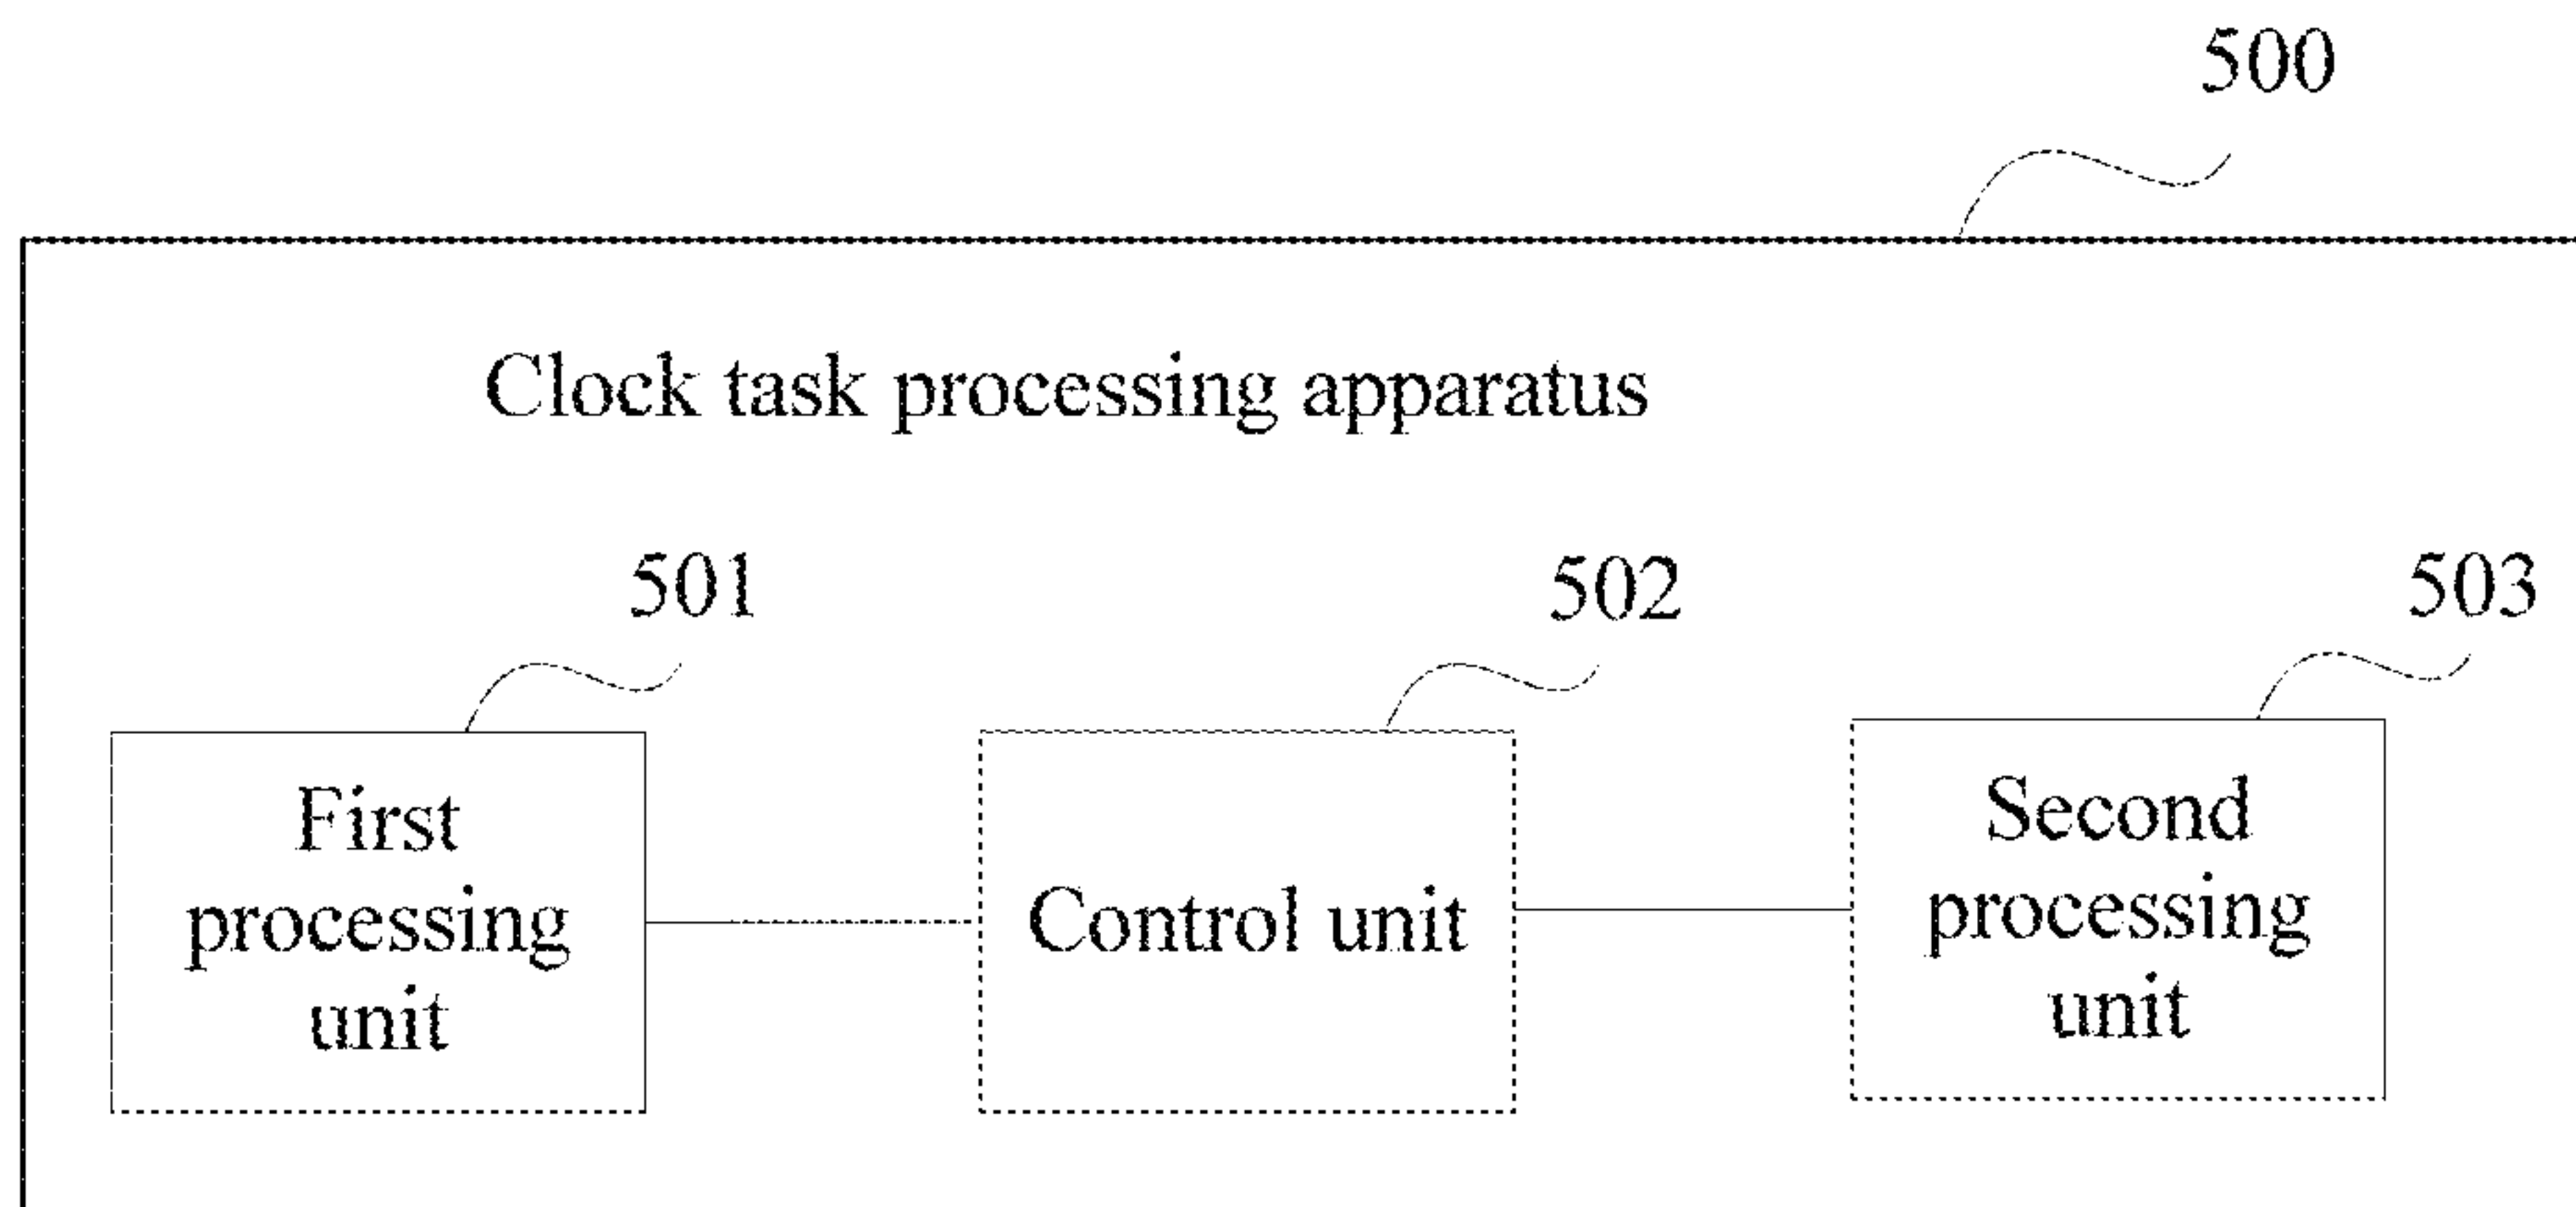 500
Clock task processing apparatus
501
502
503
First
processing
unit
Control unit
Second
processing
unit